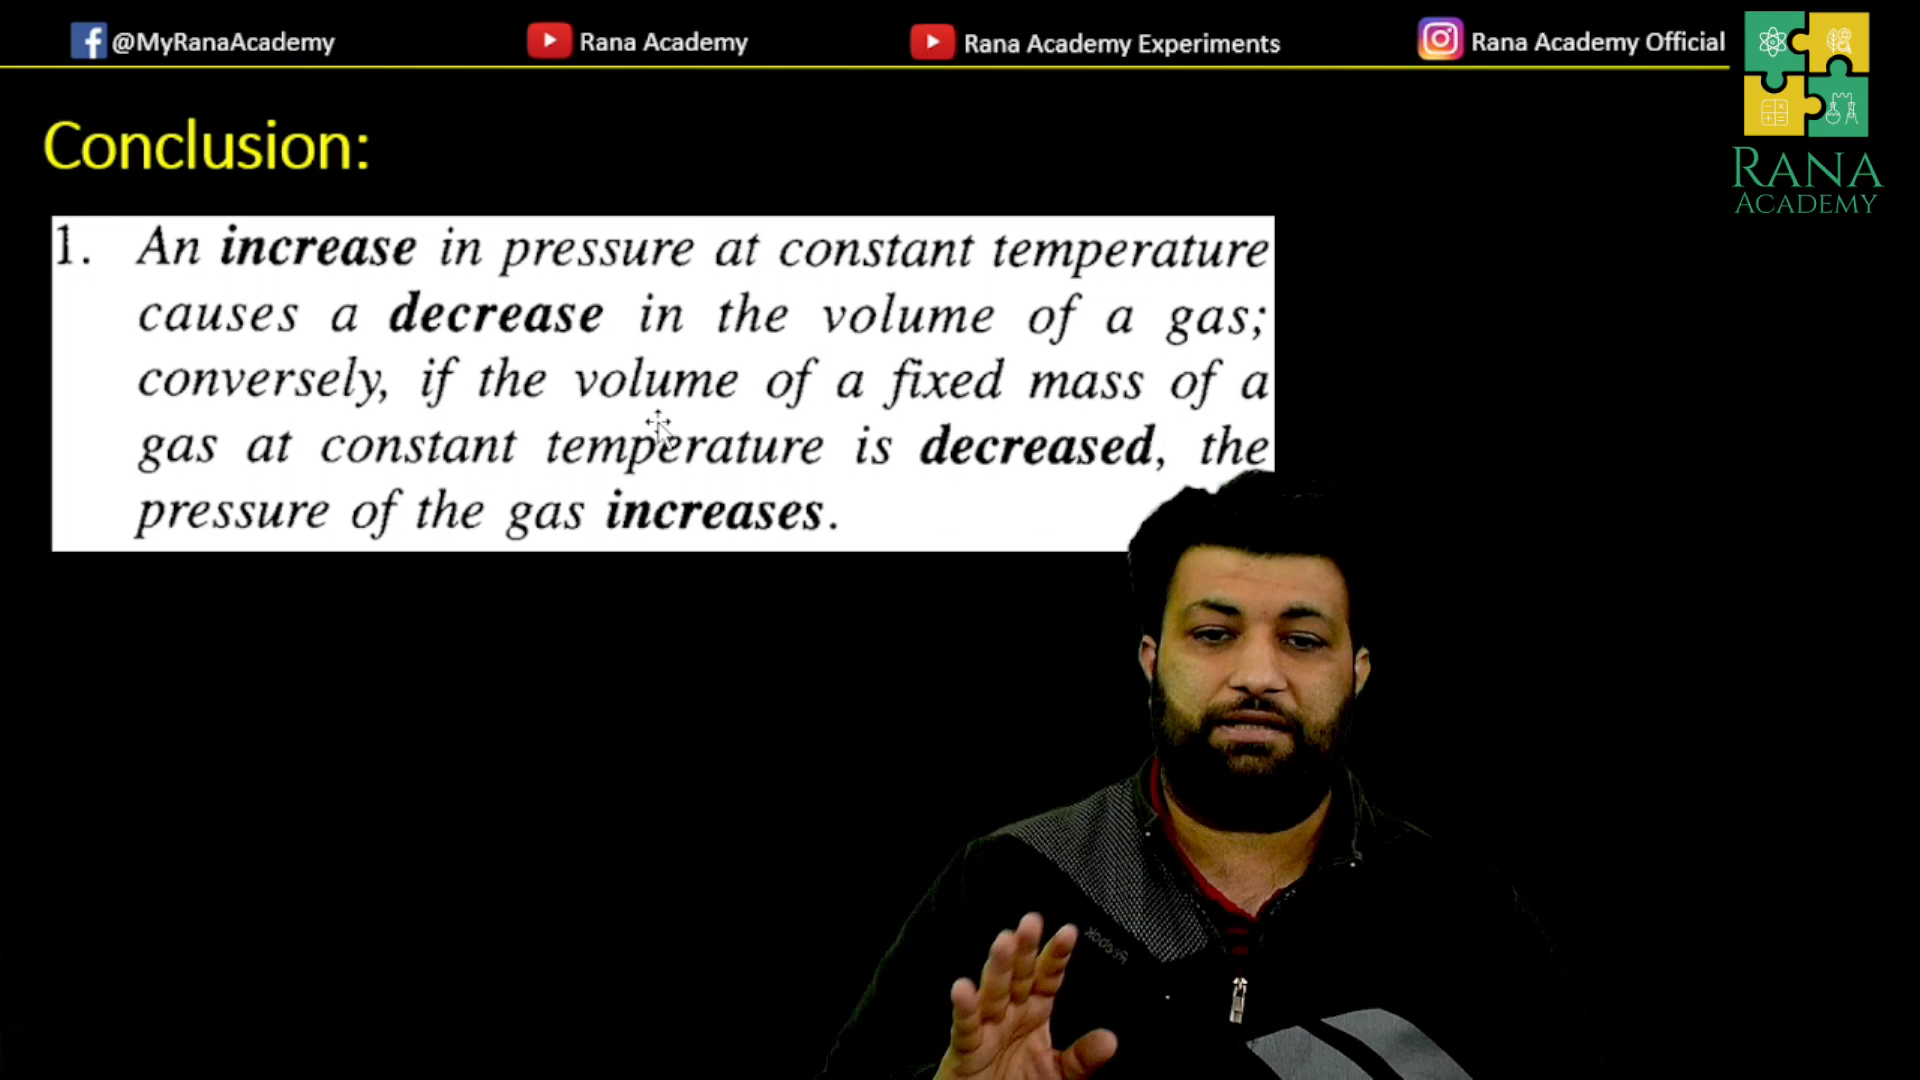 @MyRanaAcademy
Rana Academy
Rana Academy Experiments
Rana Academy Official
RANA
ACADEMY
Conclusion:
1. An increase in pressure at constant temperature
causes a decrease in the volume of a gas;
conversely, if the volume of a fixed mass of a
gas at constant temperature is decreased, the
pressure of the gas increases.
Reebok